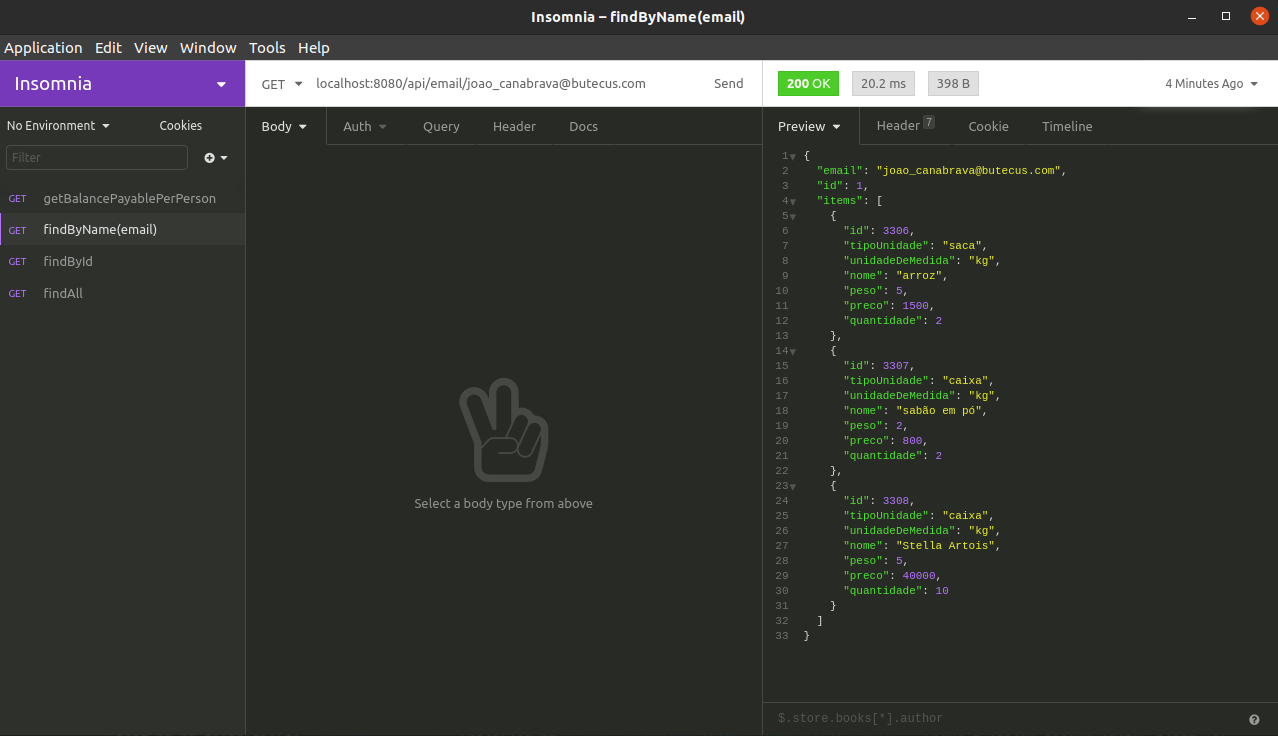 Insomnia – findByName(email)
Application Edit View Window Tools Help
Insomnia
GET localhost:8080/api/email/joao_canabrava@butecus.com Send
200 OK 20.2 ms 398 B 4 Minutes Ago
No Environment Cookies
Body Auth Query Header Docs
Preview Header 7 Cookie Timeline
Filter
GET getBalancePayablePerPerson
GET findByName(email)
GET findById
GET findAll
Select a body type from above
1 {
2 "email": "joao_canabrava@butecus.com",
3 "id": 1,
4 "items": [
5 {
6 "id": 3306,
7 "tipoUnidade": "saca",
8 "unidadeDeMedida": "kg",
9 "nome": "arroz",
10 "peso": 5,
11 "preco": 1500,
12 "quantidade": 2
13 },
14 {
15 "id": 3307,
16 "tipoUnidade": "caixa",
17 "unidadeDeMedida": "kg",
18 "nome": "sabão em pó",
19 "peso": 2,
20 "preco": 800,
21 "quantidade": 2
22 },
23 {
24 "id": 3308,
25 "tipoUnidade": "caixa",
26 "unidadeDeMedida": "kg",
27 "nome": "Stella Artois",
28 "peso": 5,
29 "preco": 40000,
30 "quantidade": 10
31 }
32 ]
33 }
$.store.books[*].author